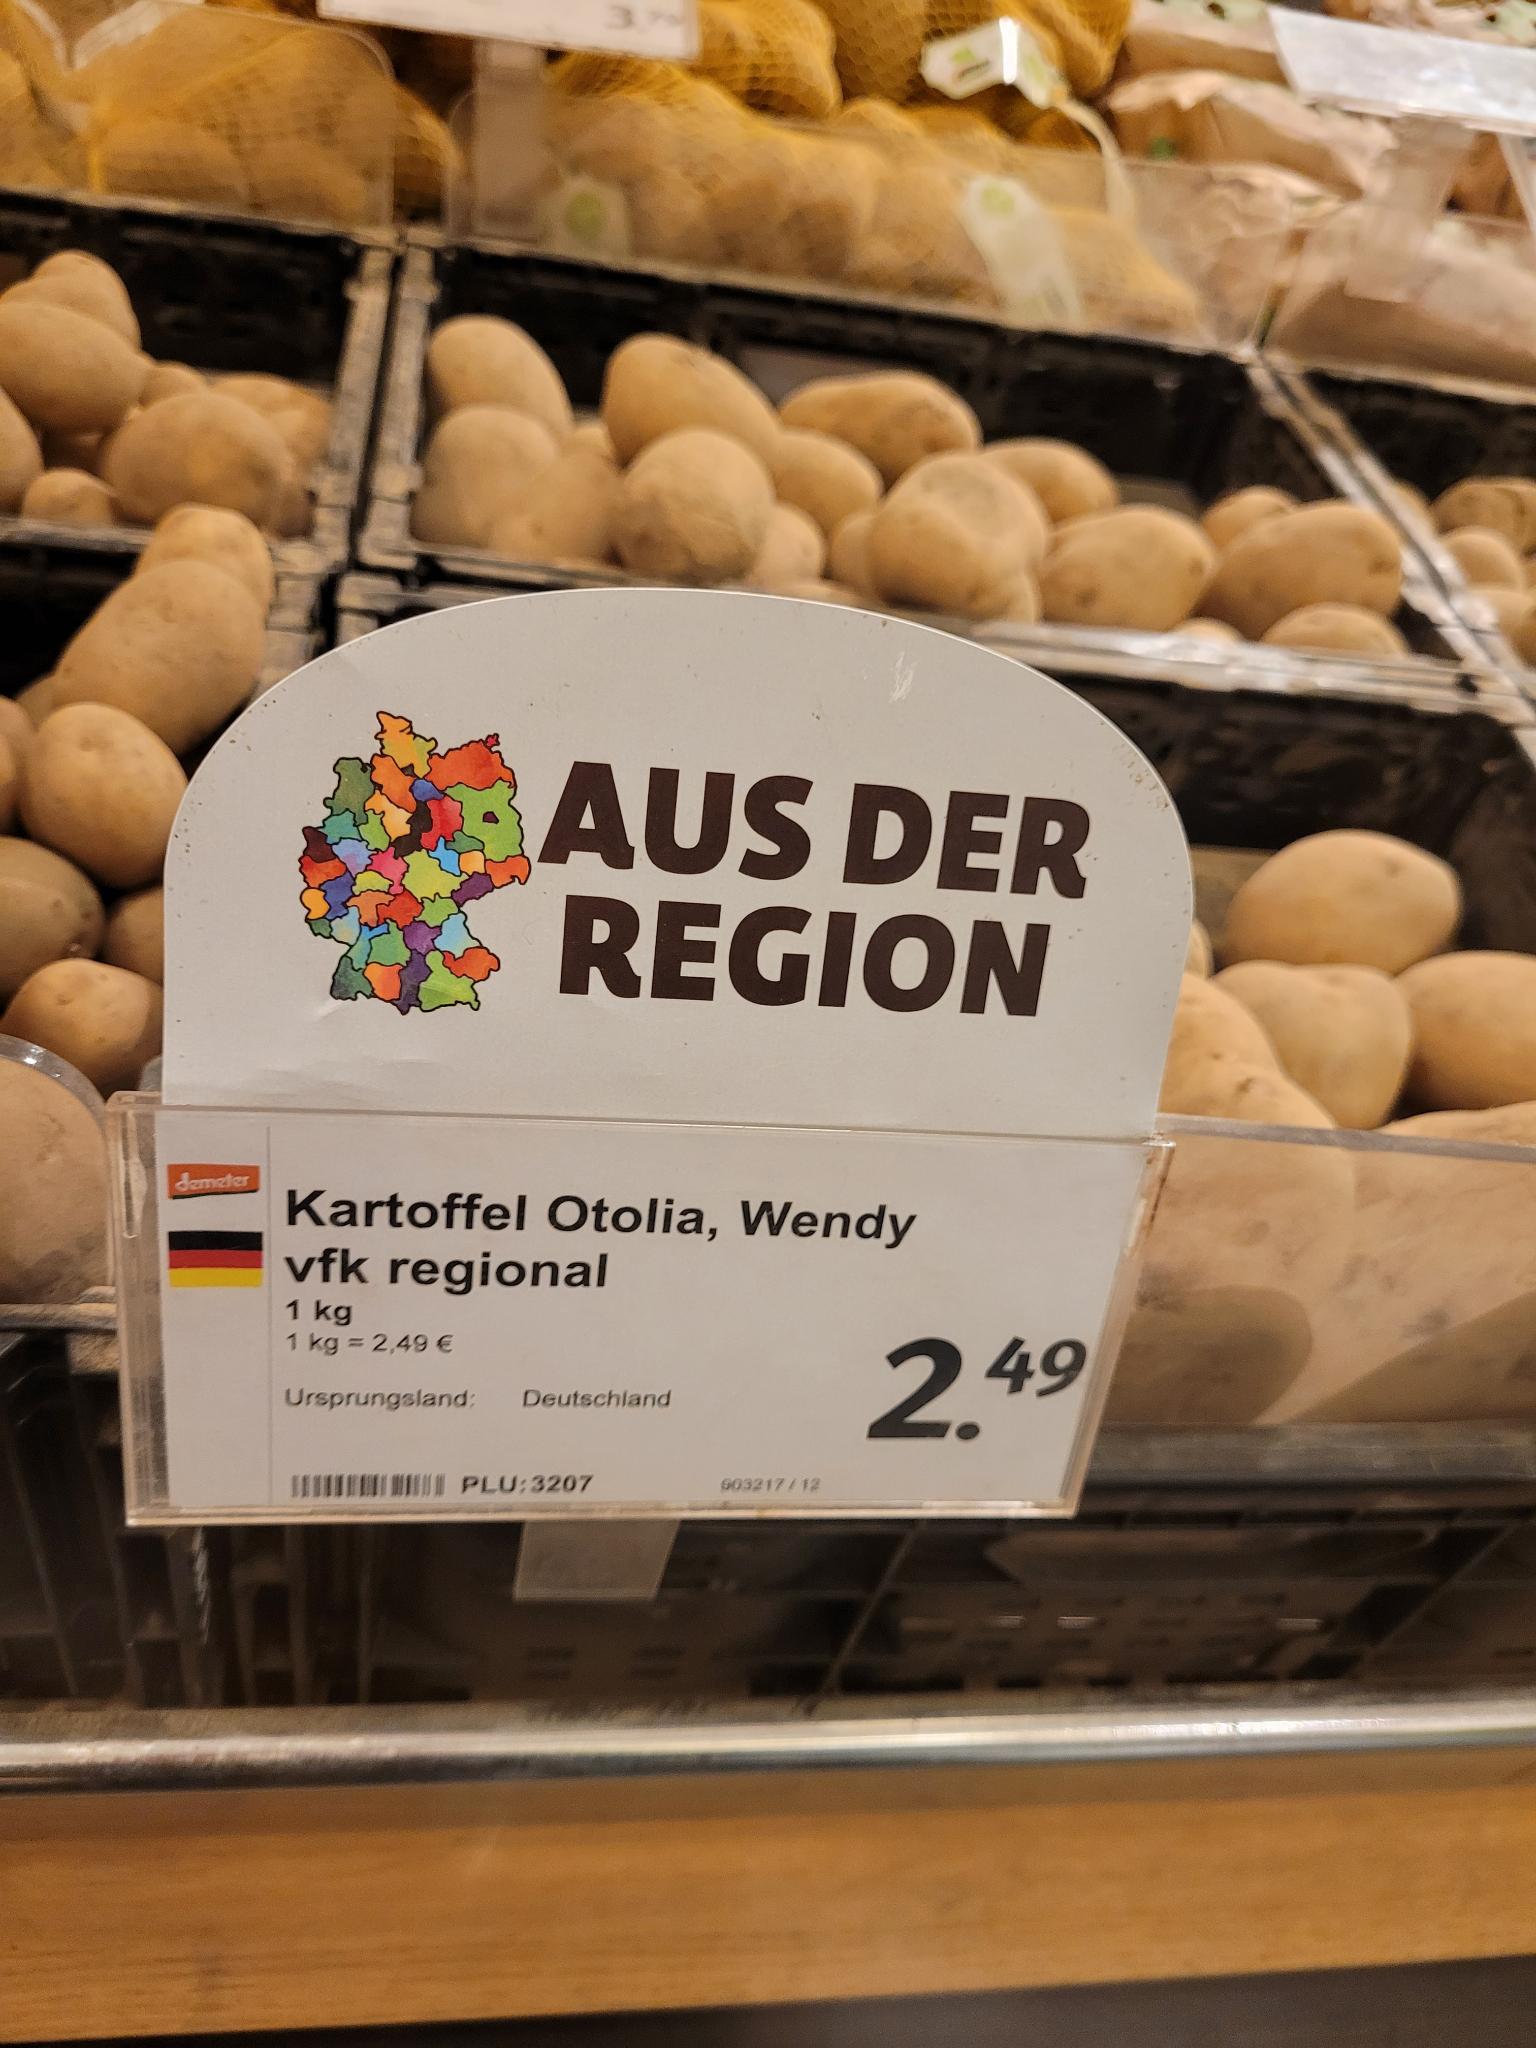 AUS DER
REGION
demeter
Kartoffel Otolia, Wendy
vfk regional
1 kg
1 kg = 2,49 €
Ursprungsland: Deutschland
2.49
PLU:3207
903217 / 12